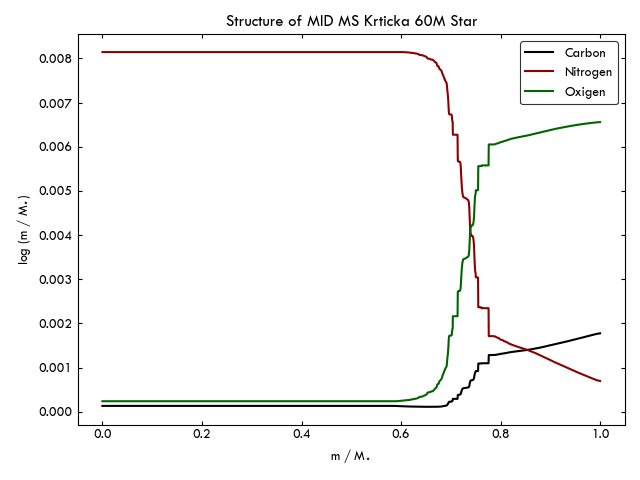 Structure of MID MS Krticka 60M Star
Carbon
Nitrogen
Oxigen
log (m / M⋆)
0.008
0.007
0.006
0.005
0.004
0.003
0.002
0.001
0.000
0.0 0.2 0.4 0.6 0.8 1.0
m / M⋆